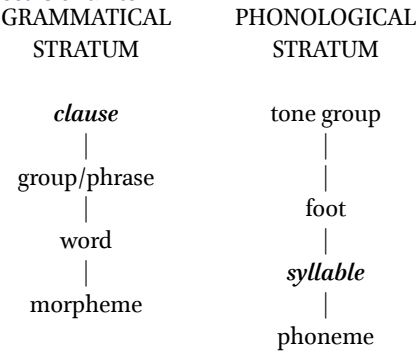 GRAMMATICAL
STRATUM
clause
group/phrase
word
morpheme
PHONOLOGICAL
STRATUM
tone group
foot
syllable
phoneme